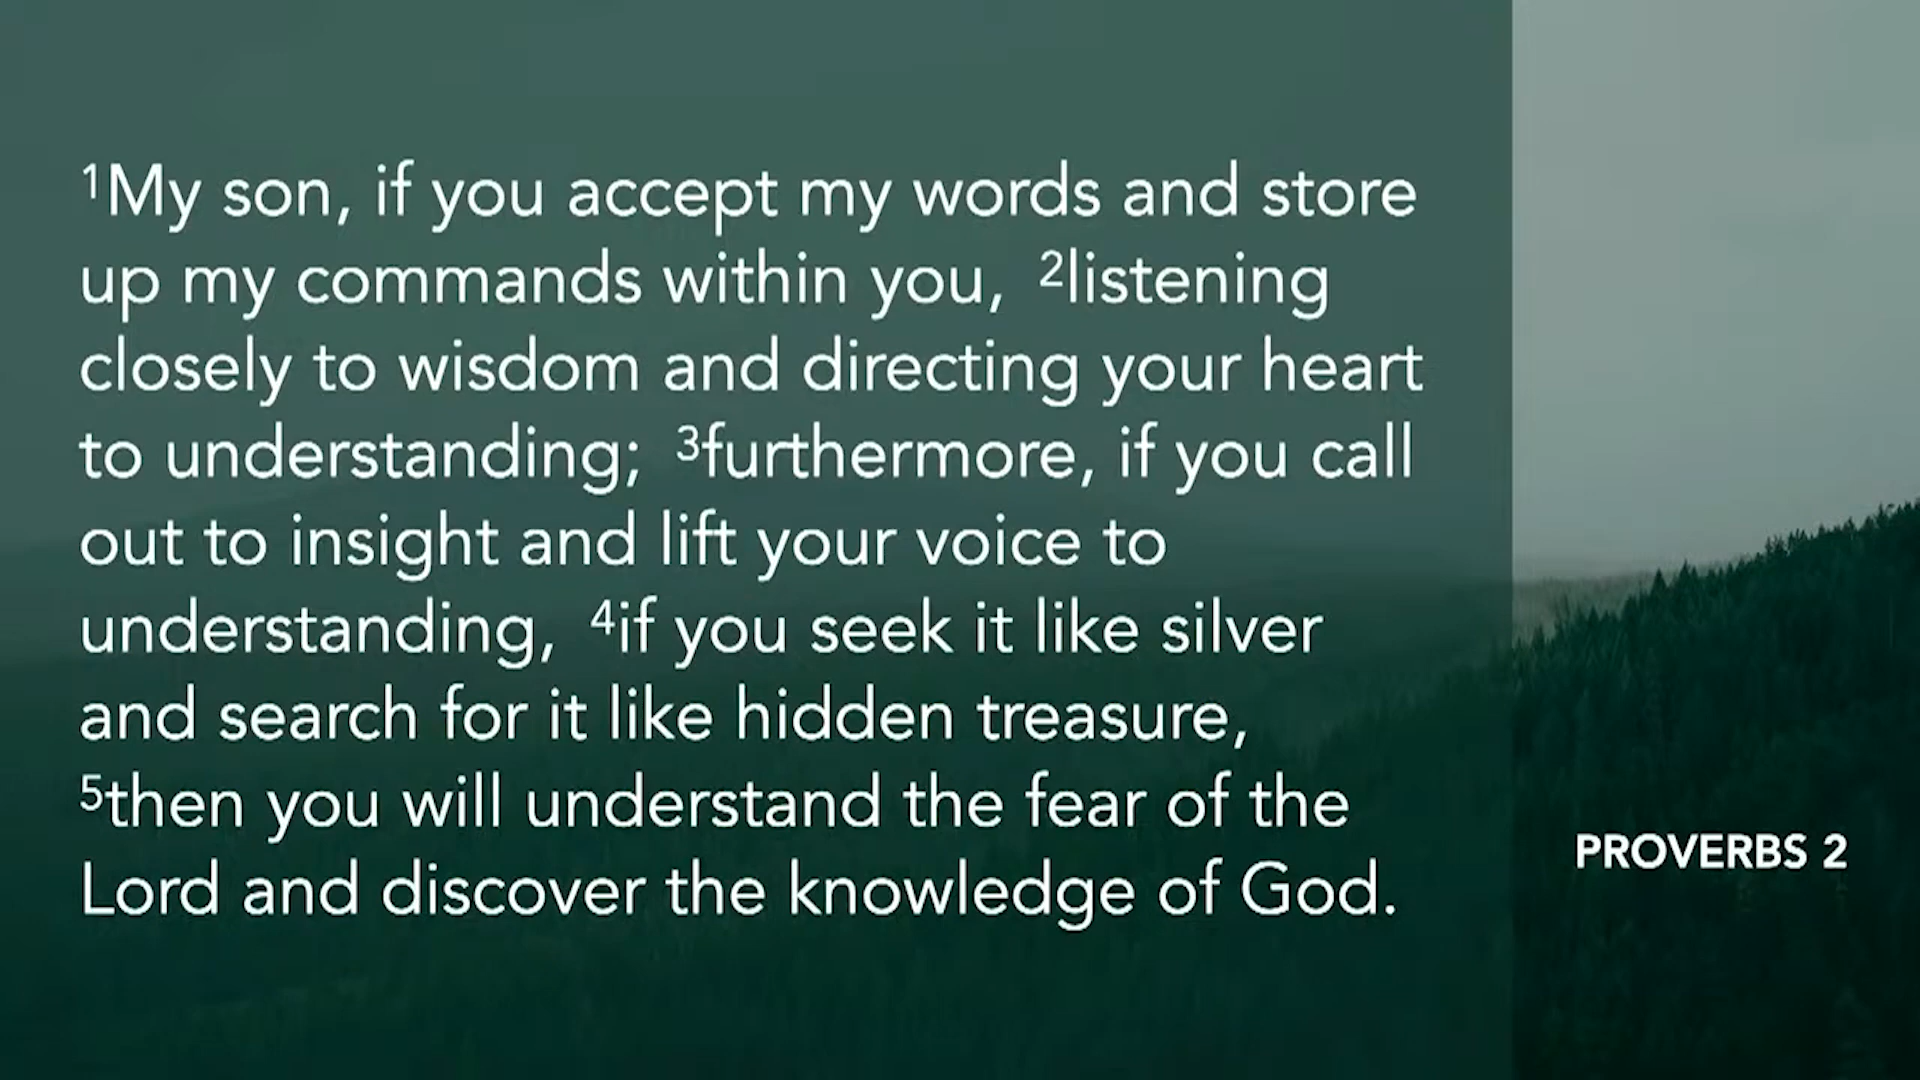 ¹My son, if you accept my words and store
up my commands within you, ²listening
closely to wisdom and directing your heart
to understanding; ³furthermore, if you call
out to insight and lift your voice to
understanding, ⁴if you seek it like silver
and search for it like hidden treasure,
⁵then you will understand the fear of the
Lord and discover the knowledge of God.
PROVERBS 2